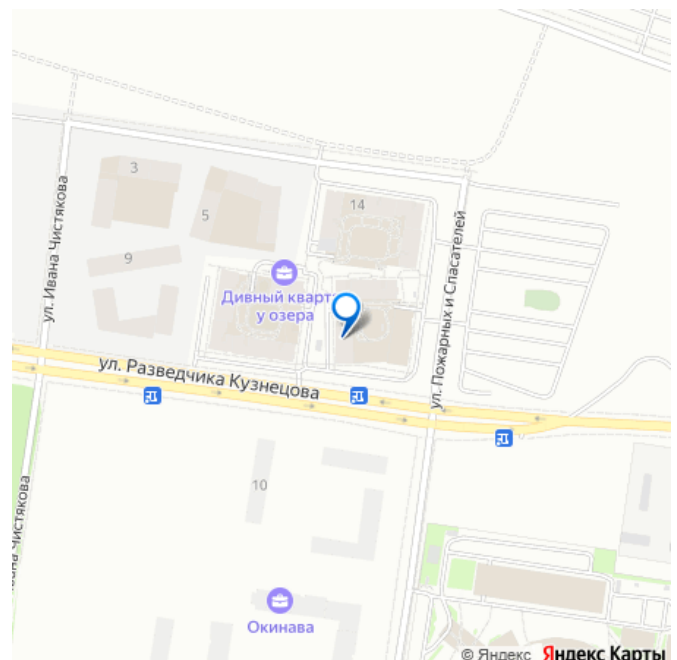 3
14
5
ул. Ивана Чистякова
9
Дивный кварта
у озера
ул. Пожарных и Спасателей
ул. Разведчика Кузнецова
10
Ивана Чистякова
Окинава
© Яндекс Яндекс Карты